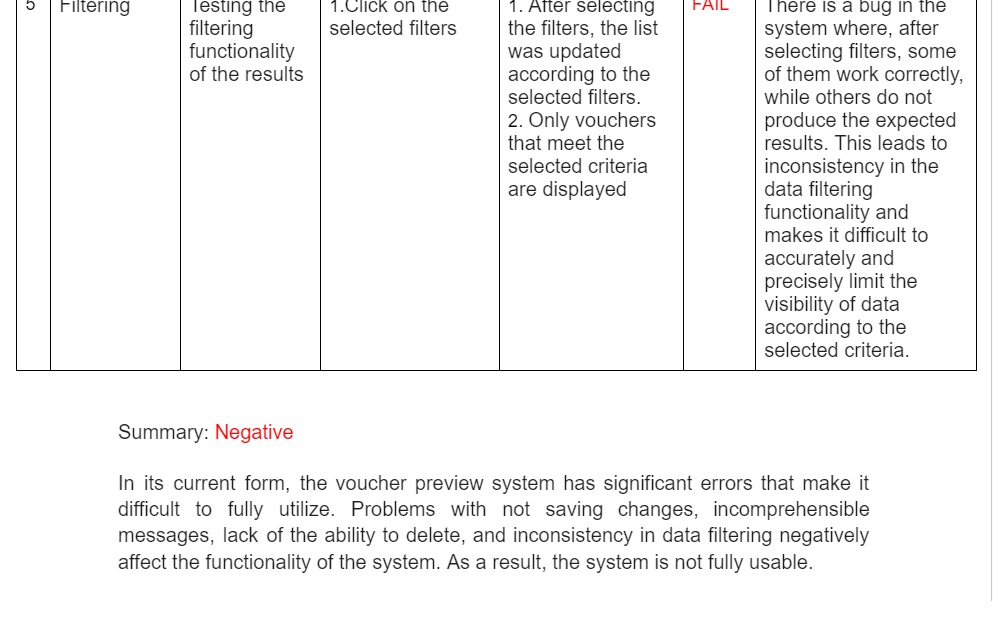 5
Filtering
Testing the
filtering
functionality
of the results
1.Click on the
selected filters
1. After selecting
the filters, the list
was updated
according to the
selected filters.
2. Only vouchers
that meet the
selected criteria
are displayed
FAIL
There is a bug in the
system where, after
selecting filters, some
of them work correctly,
while others do not
produce the expected
results. This leads to
inconsistency in the
data filtering
functionality and
makes it difficult to
accurately and
precisely limit the
visibility of data
according to the
selected criteria.
Summary: Negative
In its current form, the voucher preview system has significant errors that make it
difficult to fully utilize. Problems with not saving changes, incomprehensible
messages, lack of the ability to delete, and inconsistency in data filtering negatively
affect the functionality of the system. As a result, the system is not fully usable.